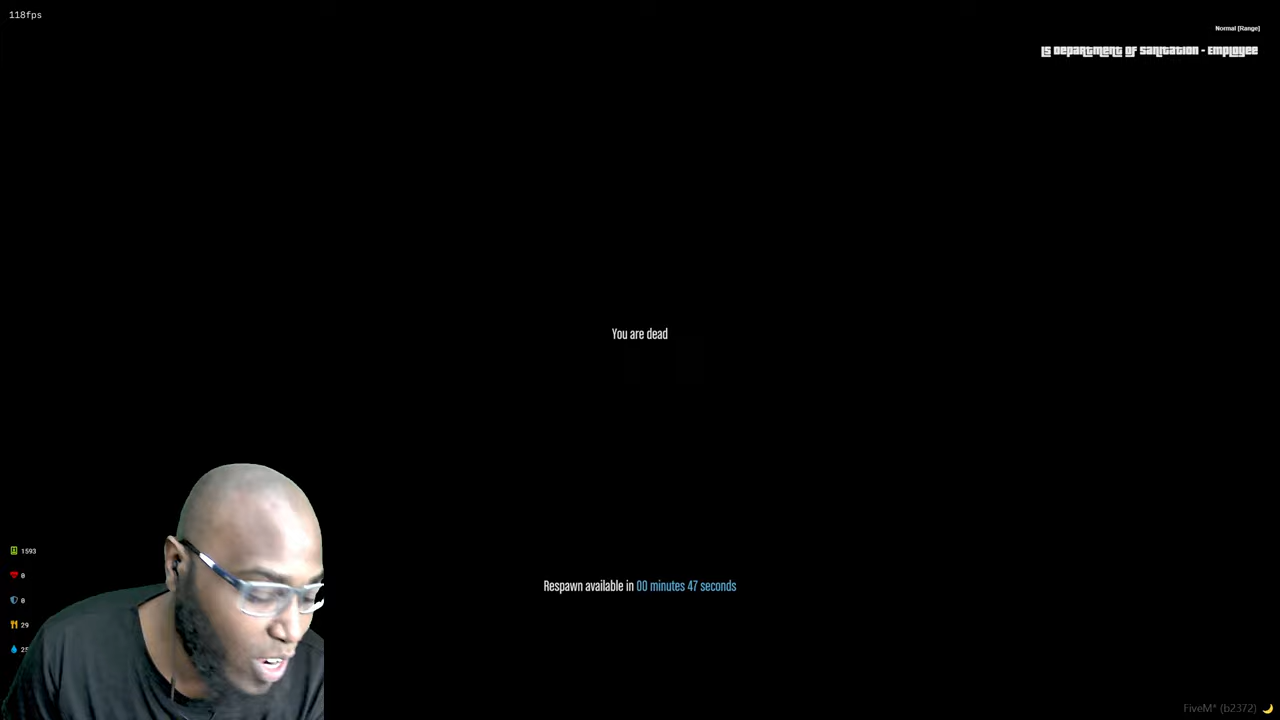 118fps
Normal [Range]
LS Department Of Sanitation - Employee
You are dead
1593
0
0
29
Respawn available in 00 minutes 47 seconds
FiveM* (b2372)